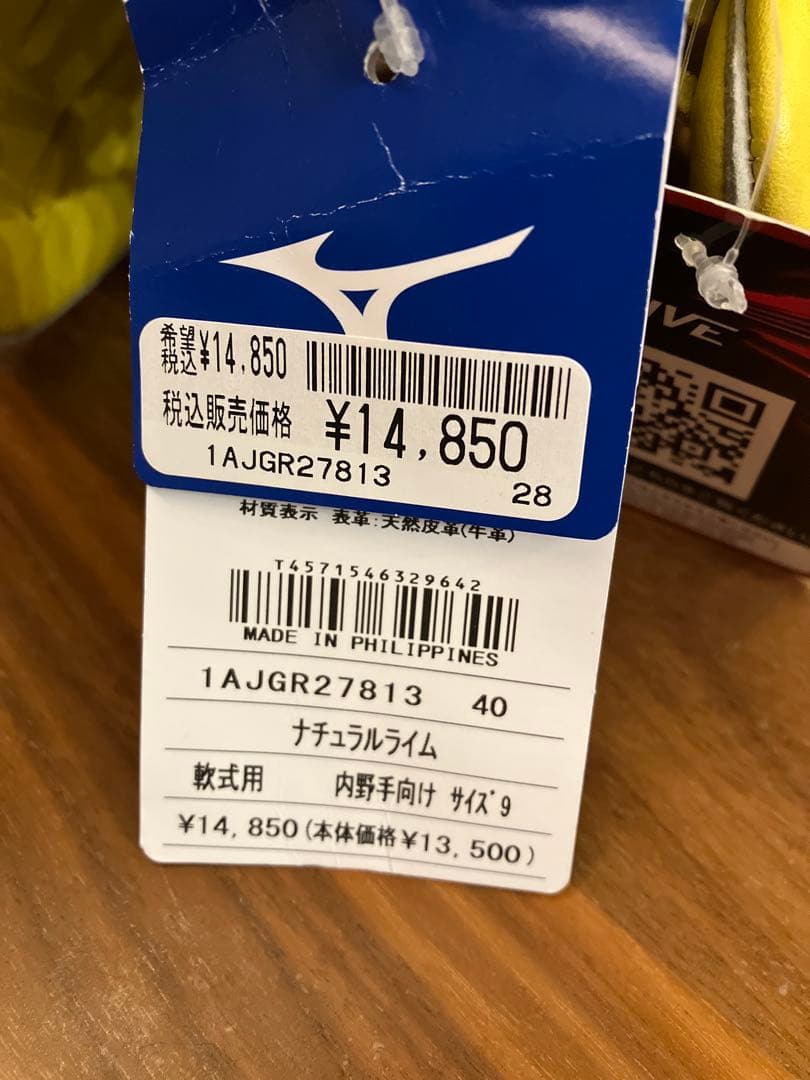 希望
税込 ¥14,850
税込販売価格 ¥14,850
1AJGR27813
28
材質表示 表革:天然皮革(牛革)
T4571546329642
MADE IN PHILIPPINES
1AJGR27813 40
ナチュラルライム
軟式用 内野手向け サイズ9
¥14,850(本体価格¥13,500)